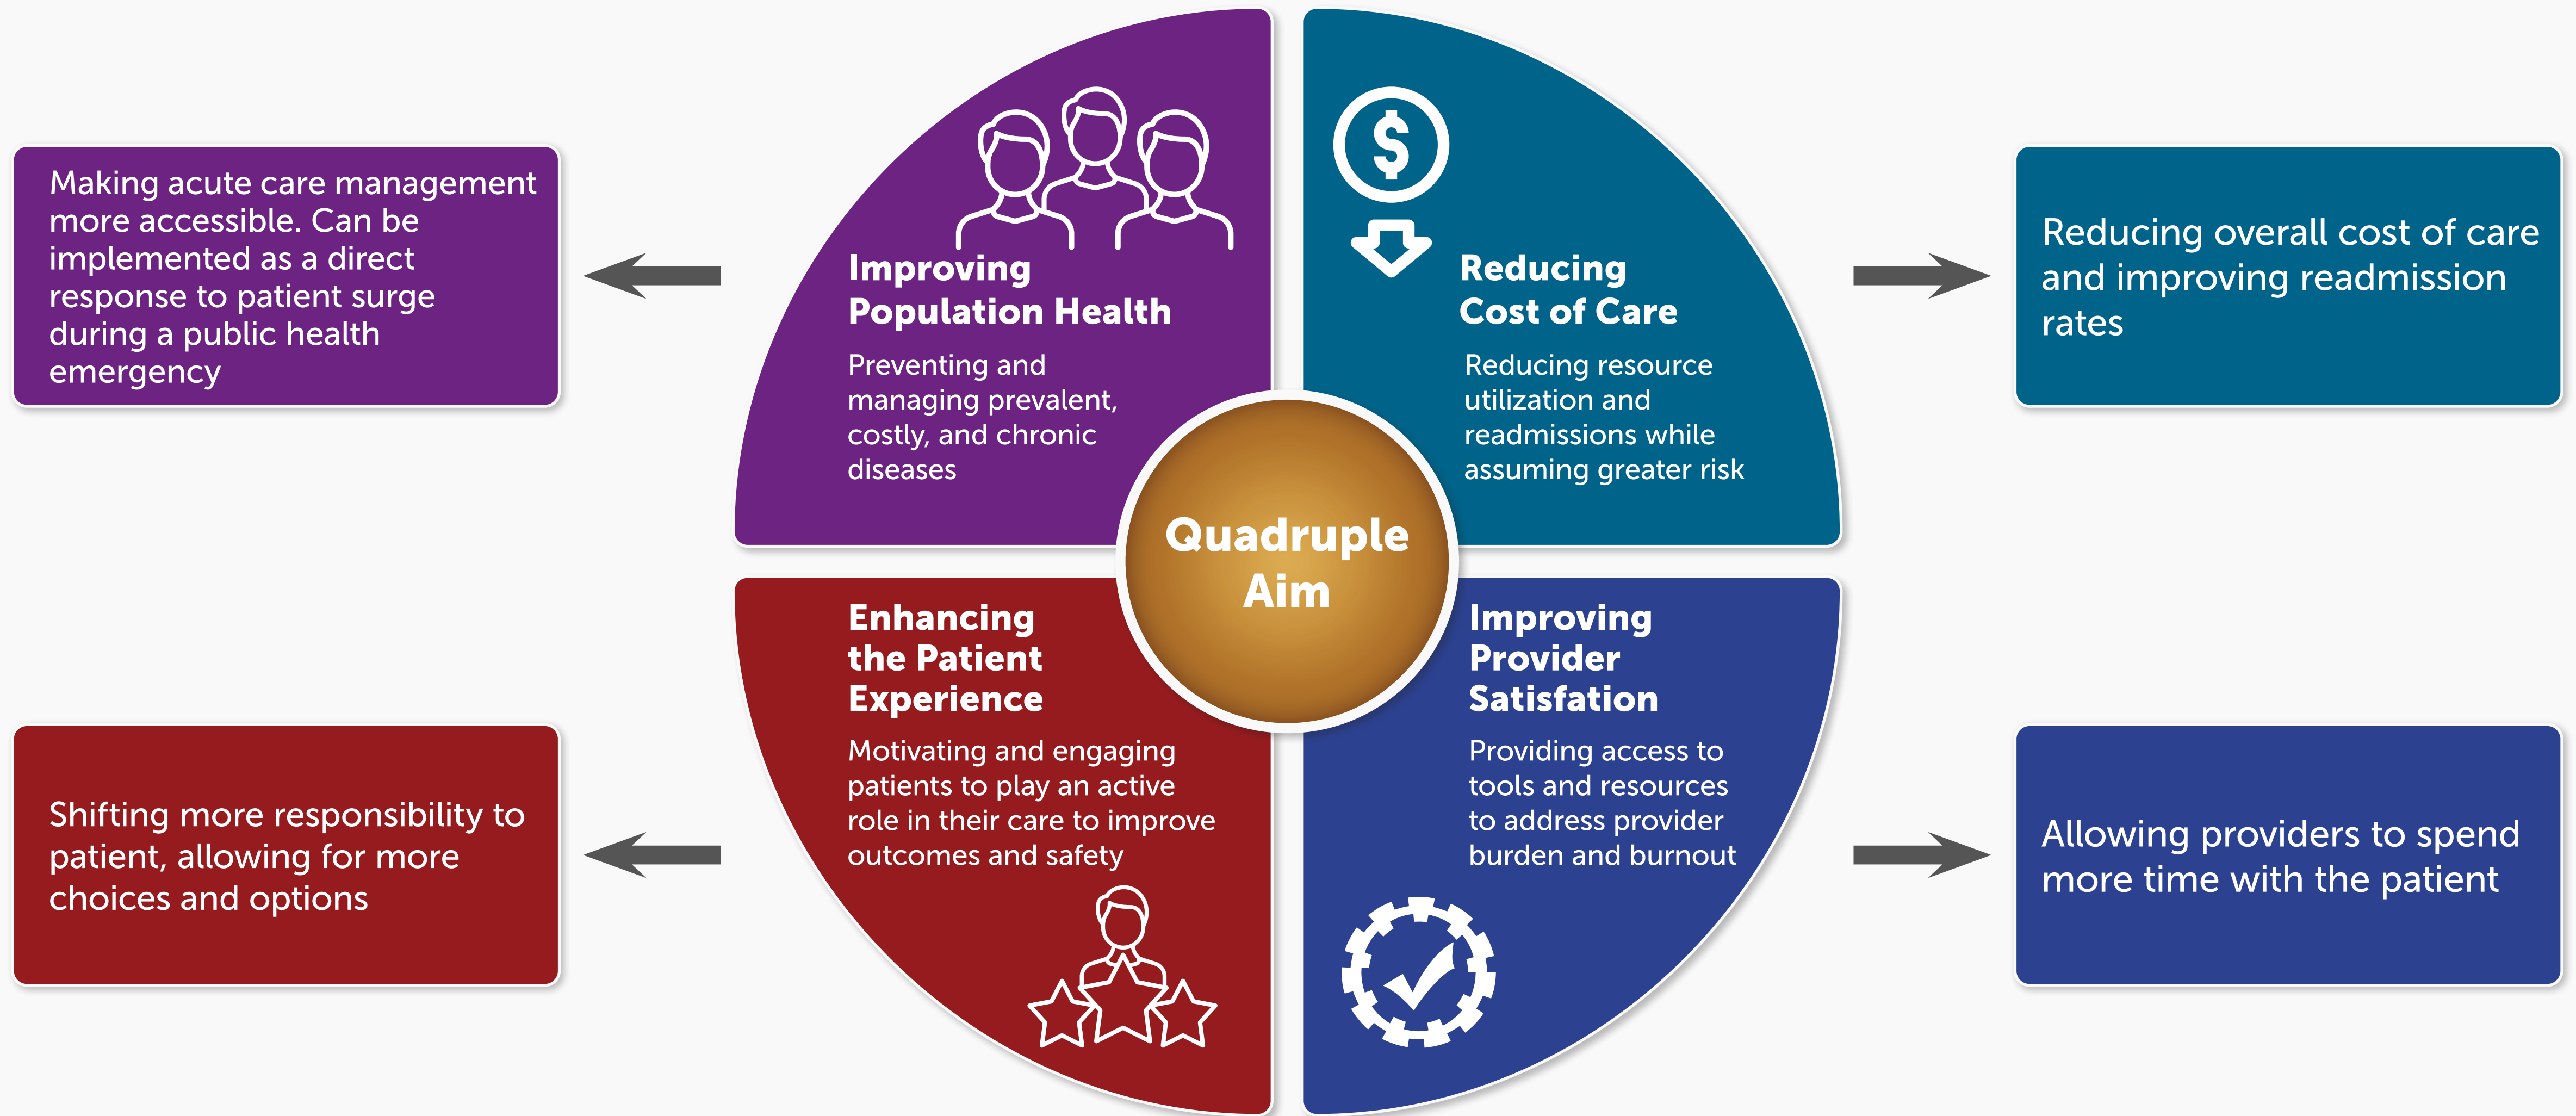 Making acute care management
more accessible. Can be
implemented as a direct
response to patient surge
during a public health
emergency
Improving
Population Health
Preventing and
managing prevalent,
costly, and chronic
diseases
$
Reducing
Cost of Care
Reducing resource
utilization and
readmissions while
assuming greater risk
Reducing overall cost of care
and improving readmission
rates
Quadruple
Aim
Shifting more responsibility to
patient, allowing for more
choices and options
Enhancing
the Patient
Experience
Motivating and engaging
patients to play an active
role in their care to improve
outcomes and safety
Improving
Provider
Satisfation
Providing access to
tools and resources
to address provider
burden and burnout
Allowing providers to spend
more time with the patient